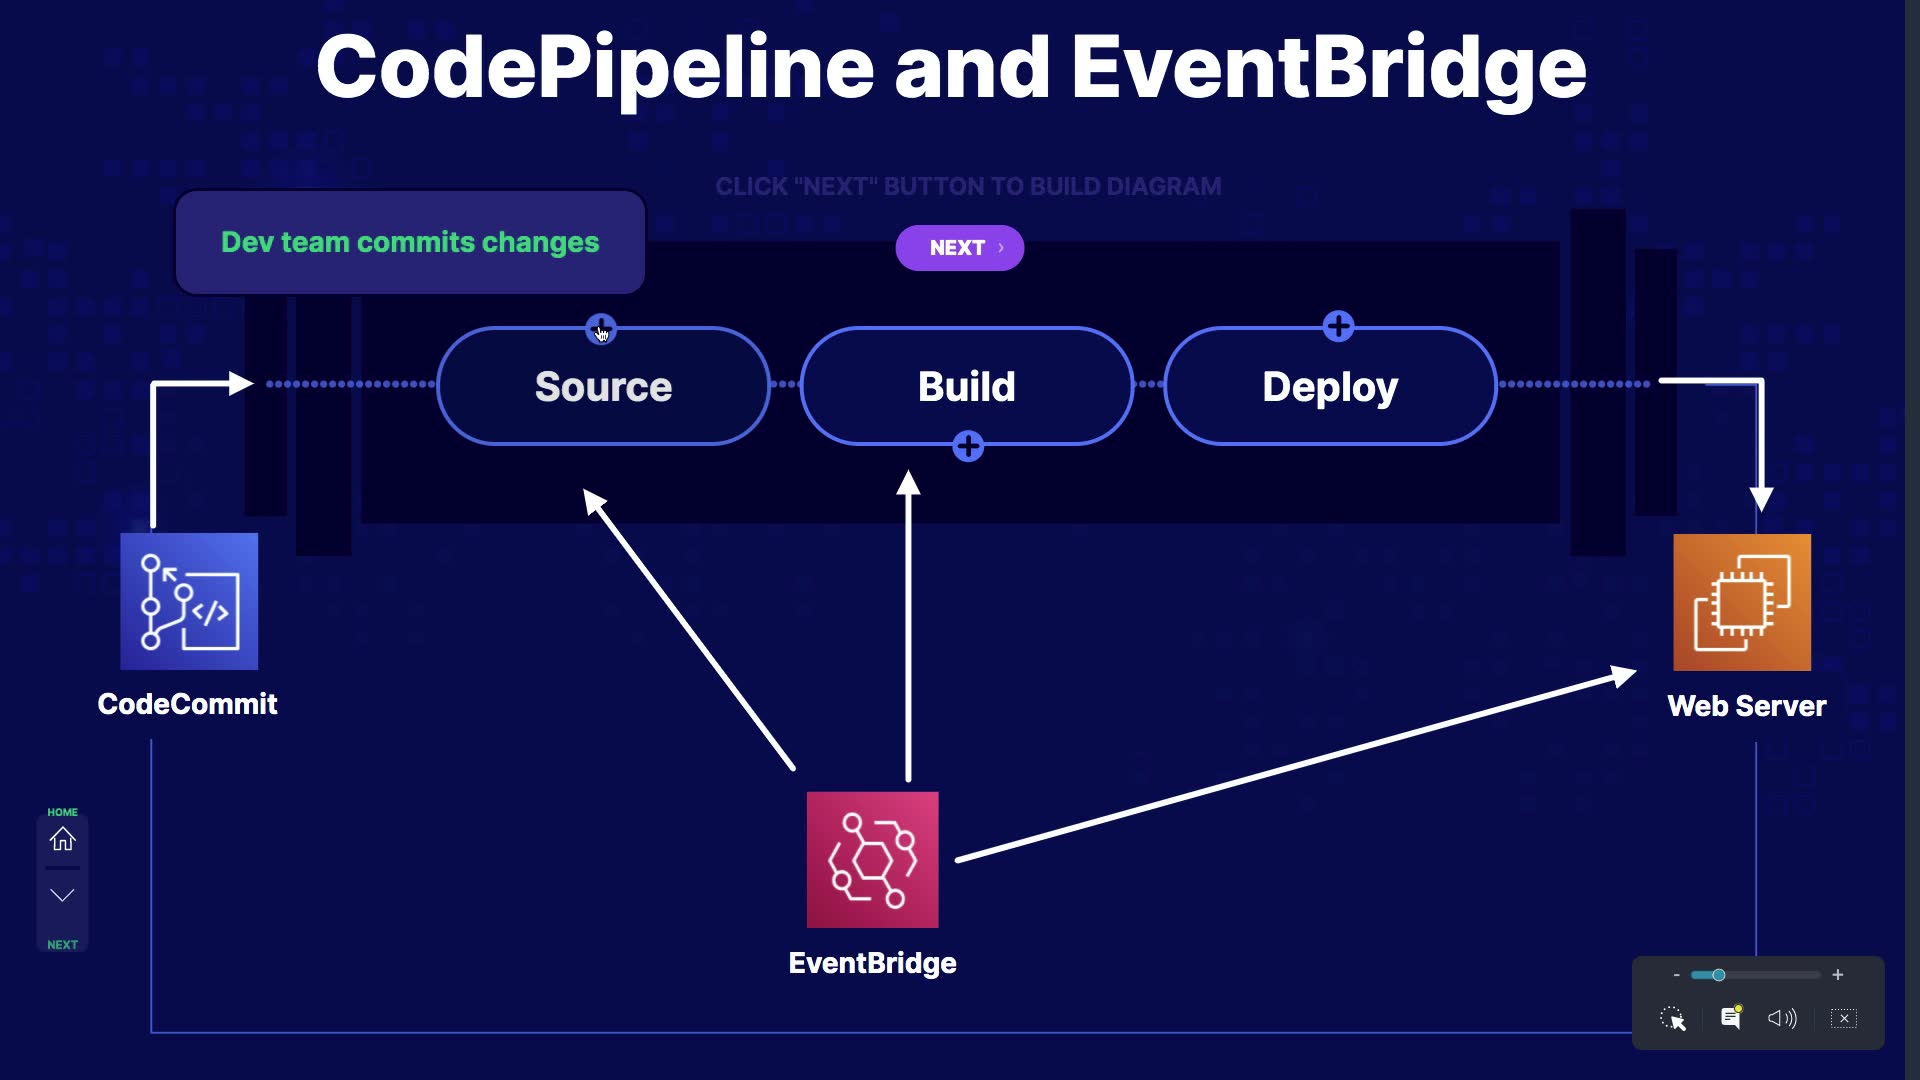 CodePipeline and EventBridge
CLICK "NEXT" BUTTON TO BUILD DIAGRAM
Dev team commits changes
NEXT ›
Source
Build
Deploy
</>
CodeCommit
Web Server
HOME
NEXT
EventBridge